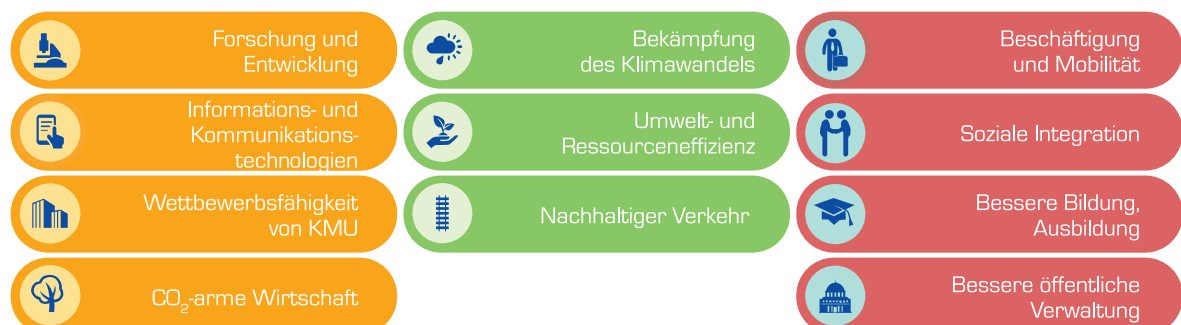 Forschung und
Entwicklung
Informations- und
Kommunikations-
technologien
Wettbewerbsfähigkeit
von KMU
CO₂-arme Wirtschaft
Bekämpfung
des Klimawandels
Umwelt- und
Ressourceneffizienz
Nachhaltiger Verkehr
Beschäftigung
und Mobilität
Soziale Integration
Bessere Bildung,
Ausbildung
Bessere öffentliche
Verwaltung